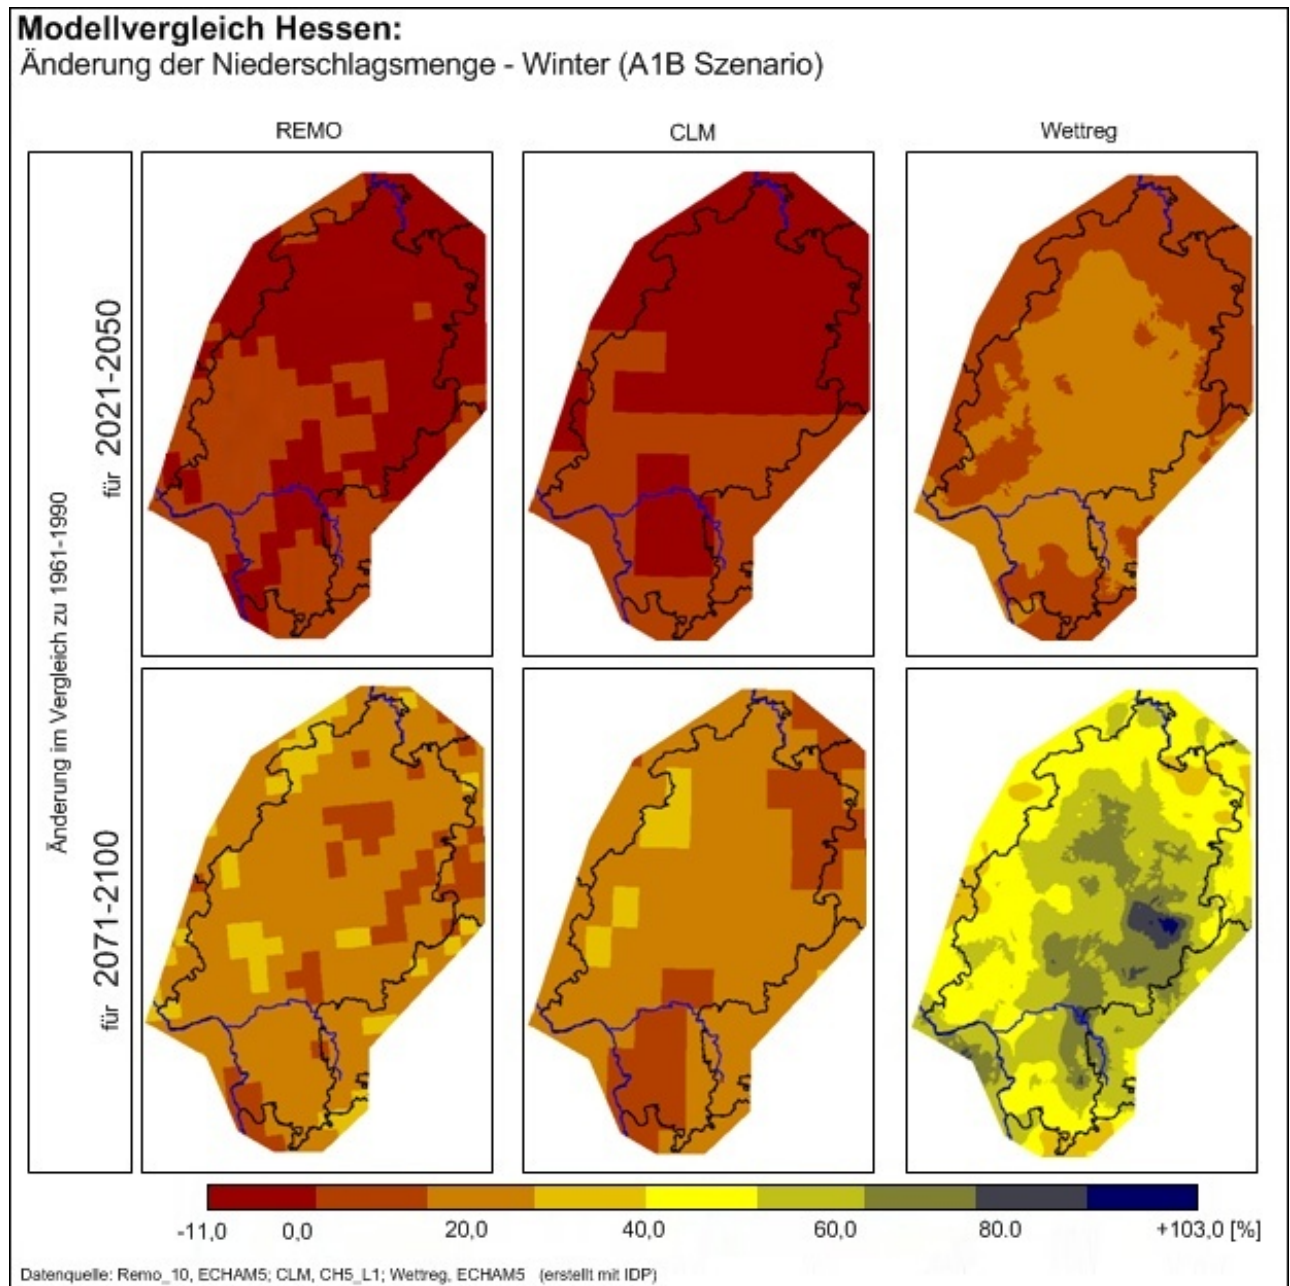 Modellvergleich Hessen:
Änderung der Niederschlagsmenge - Winter (A1B Szenario)
REMO
CLM
Wettreg
Änderung im Vergleich zu 1961-1990
für 2021-2050
für 2071-2100
-11,0 0,0 20,0 40,0 60,0 80.0 +103,0 [%]
Datenquelle: Remo_10, ECHAM5; CLM, CH5_L1; Wettreg, ECHAM5 (erstellt mit IDP)